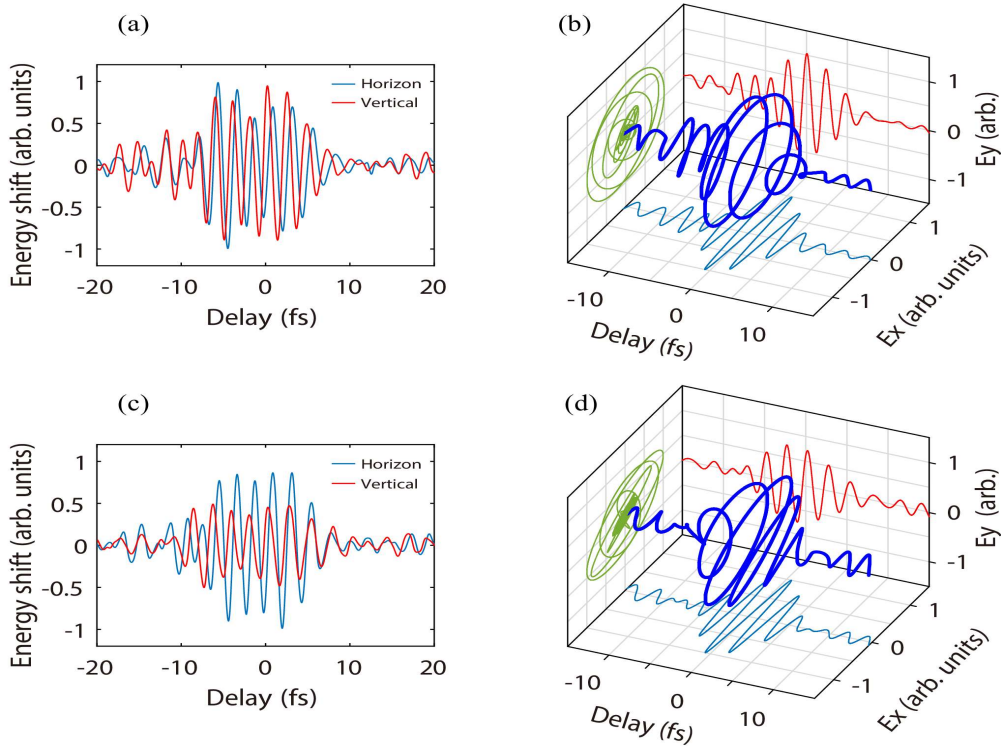 (a)
Energy shift (arb. units)
1
0.5
0
-0.5
-1
Horizon
Vertical
-20
-10
0
10
20
Delay (fs)
(b)
1
0
-1
Ey (arb.)
1
0
-1
Ex (arb. units)
-10
0
10
Delay (fs)
(c)
Energy shift (arb. units)
1
0.5
0
-0.5
-1
Horizon
Vertical
-20
-10
0
10
20
Delay (fs)
(d)
1
0
-1
Ey (arb.)
1
0
-1
Ex (arb. units)
-10
0
10
Delay (fs)